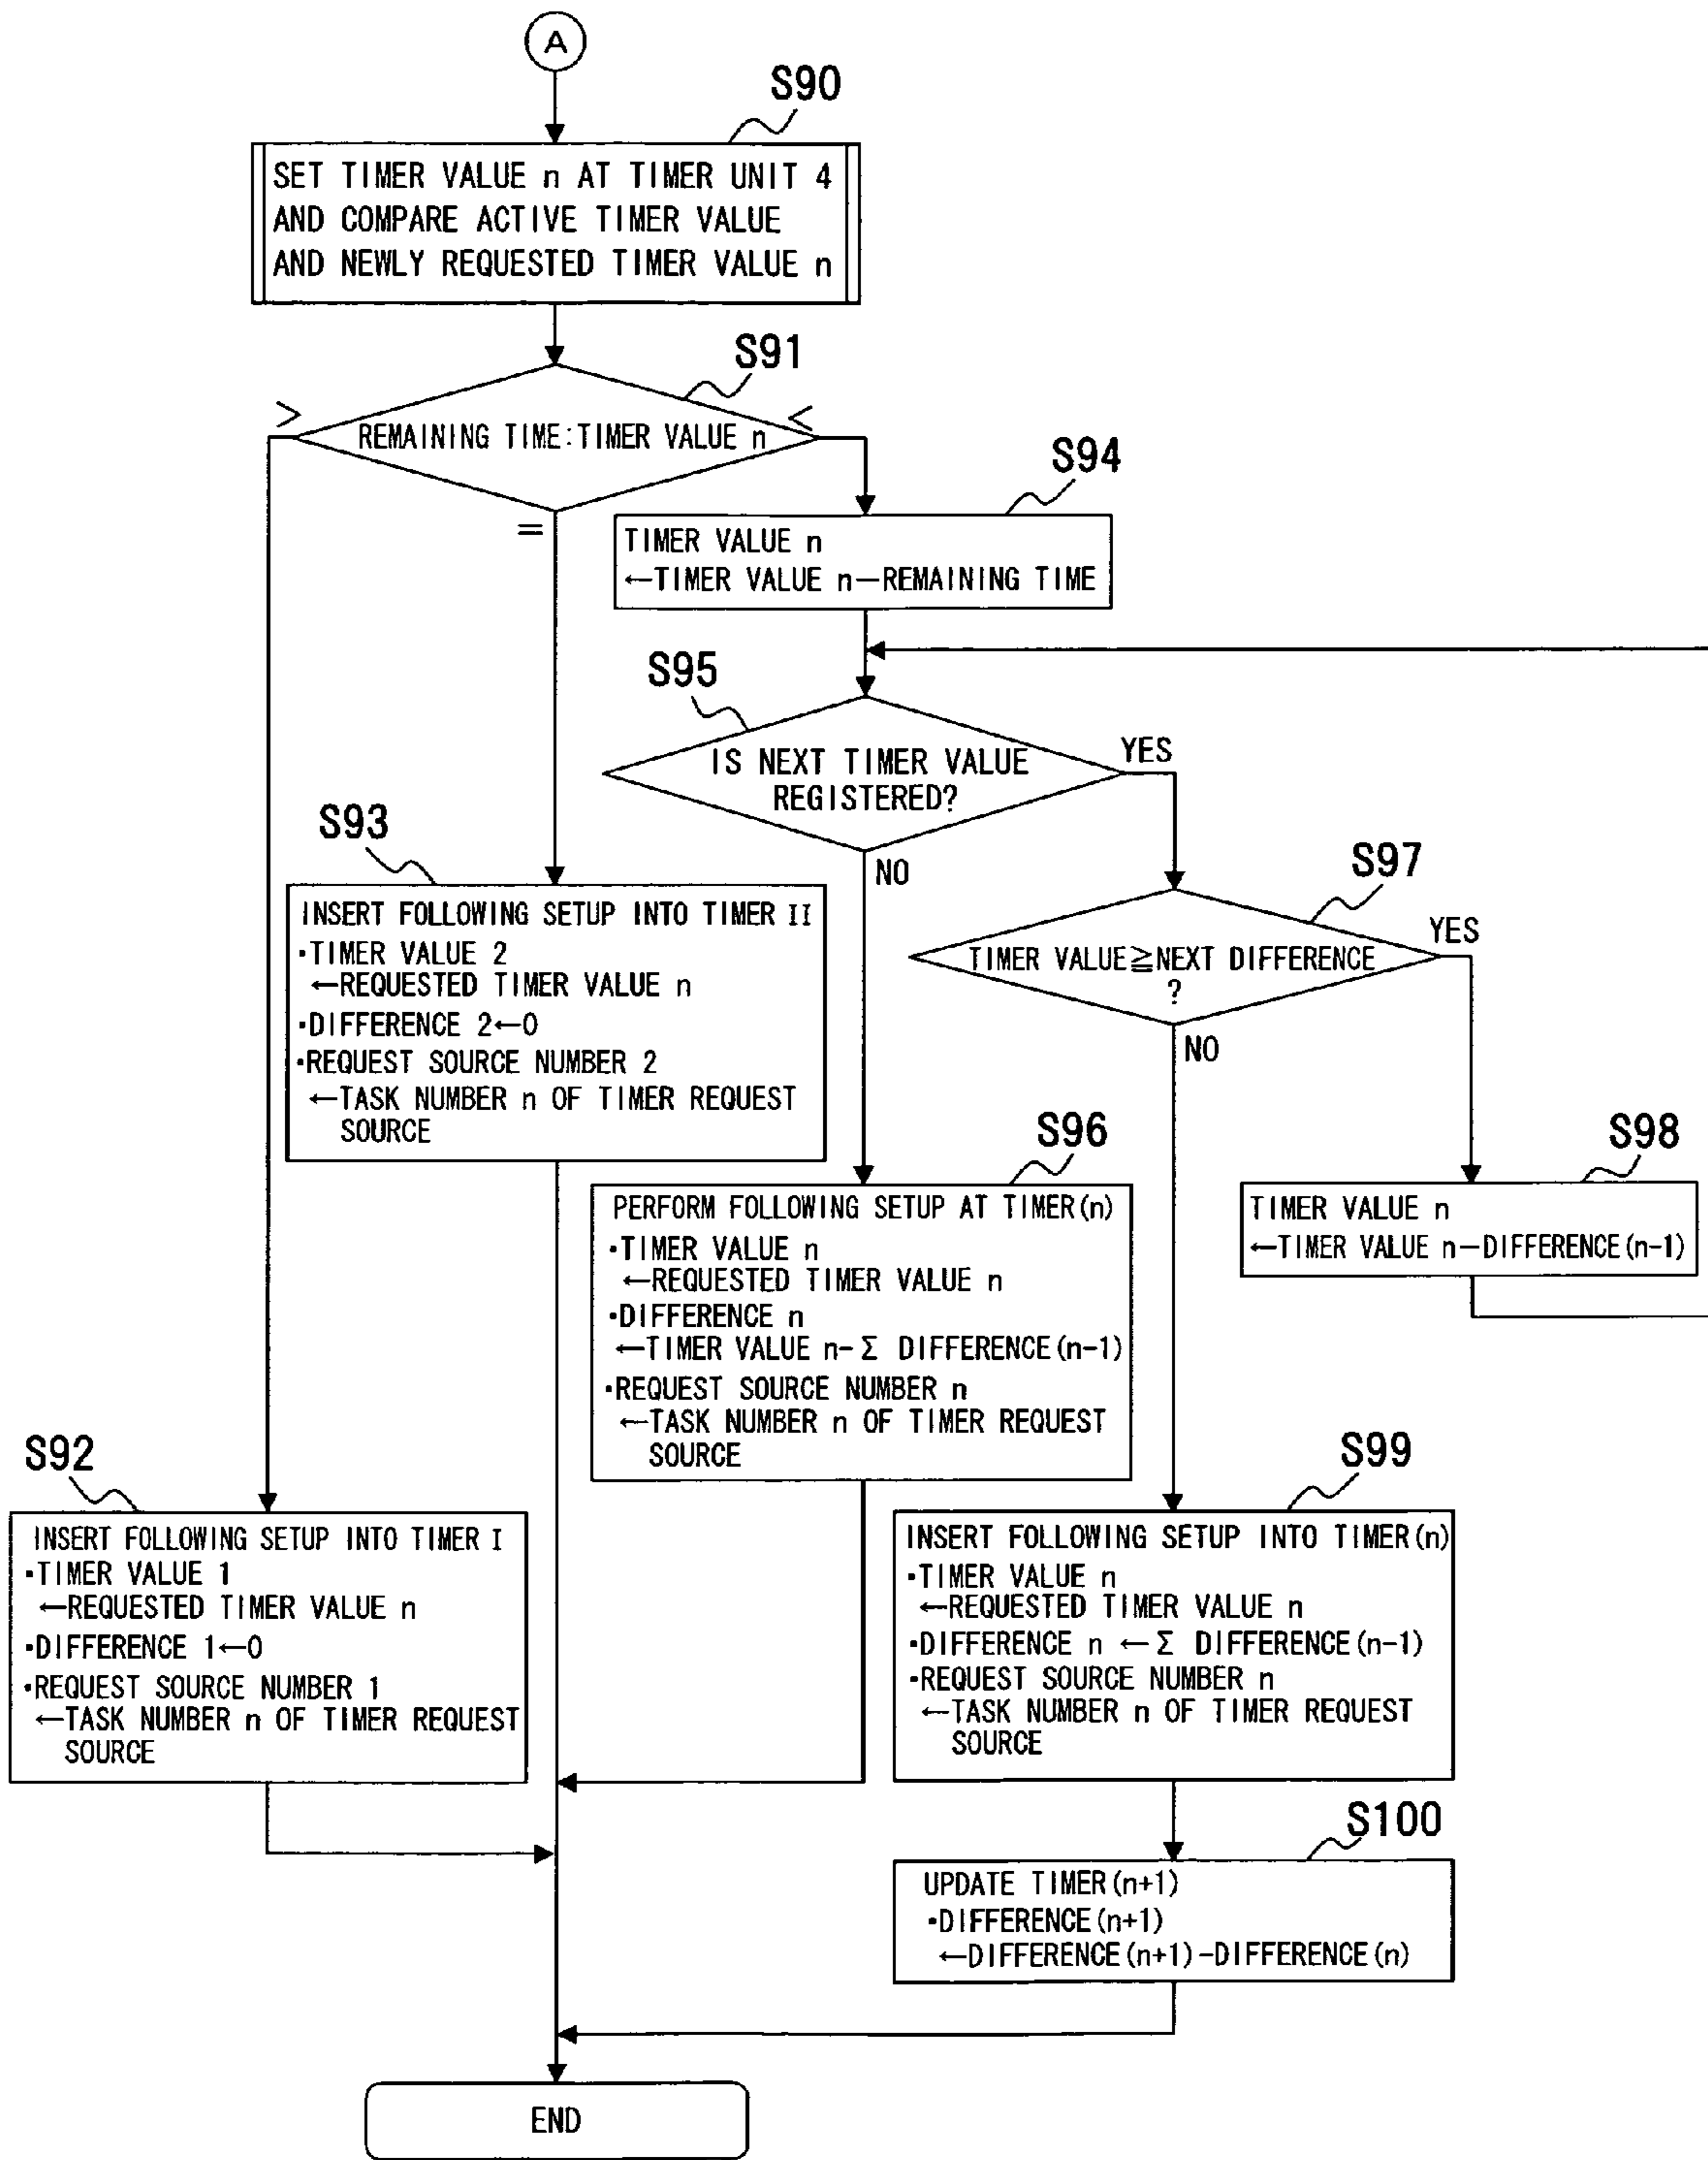 A
S90
SET TIMER VALUE n AT TIMER UNIT 4
AND COMPARE ACTIVE TIMER VALUE
AND NEWLY REQUESTED TIMER VALUE n
S91
>
<
REMAINING TIME:TIMER VALUE n
=
S94
TIMER VALUE n
←TIMER VALUE n−REMAINING TIME
S95
IS NEXT TIMER VALUE
REGISTERED?
YES
NO
S93
INSERT FOLLOWING SETUP INTO TIMER II
・TIMER VALUE 2
←REQUESTED TIMER VALUE n
・DIFFERENCE 2←0
・REQUEST SOURCE NUMBER 2
←TASK NUMBER n OF TIMER REQUEST
SOURCE
S97
TIMER VALUE≧NEXT DIFFERENCE
?
YES
NO
S96
PERFORM FOLLOWING SETUP AT TIMER(n)
・TIMER VALUE n
←REQUESTED TIMER VALUE n
・DIFFERENCE n
←TIMER VALUE n-Σ DIFFERENCE(n-1)
・REQUEST SOURCE NUMBER n
←TASK NUMBER n OF TIMER REQUEST
SOURCE
S98
TIMER VALUE n
←TIMER VALUE n−DIFFERENCE(n-1)
S92
INSERT FOLLOWING SETUP INTO TIMER I
・TIMER VALUE 1
←REQUESTED TIMER VALUE n
・DIFFERENCE 1←0
・REQUEST SOURCE NUMBER 1
←TASK NUMBER n OF TIMER REQUEST
SOURCE
S99
INSERT FOLLOWING SETUP INTO TIMER(n)
・TIMER VALUE n
←REQUESTED TIMER VALUE n
・DIFFERENCE n ←Σ DIFFERENCE(n-1)
・REQUEST SOURCE NUMBER n
←TASK NUMBER n OF TIMER REQUEST
SOURCE
S100
UPDATE TIMER(n+1)
・DIFFERENCE(n+1)
←DIFFERENCE(n+1)-DIFFERENCE(n)
END